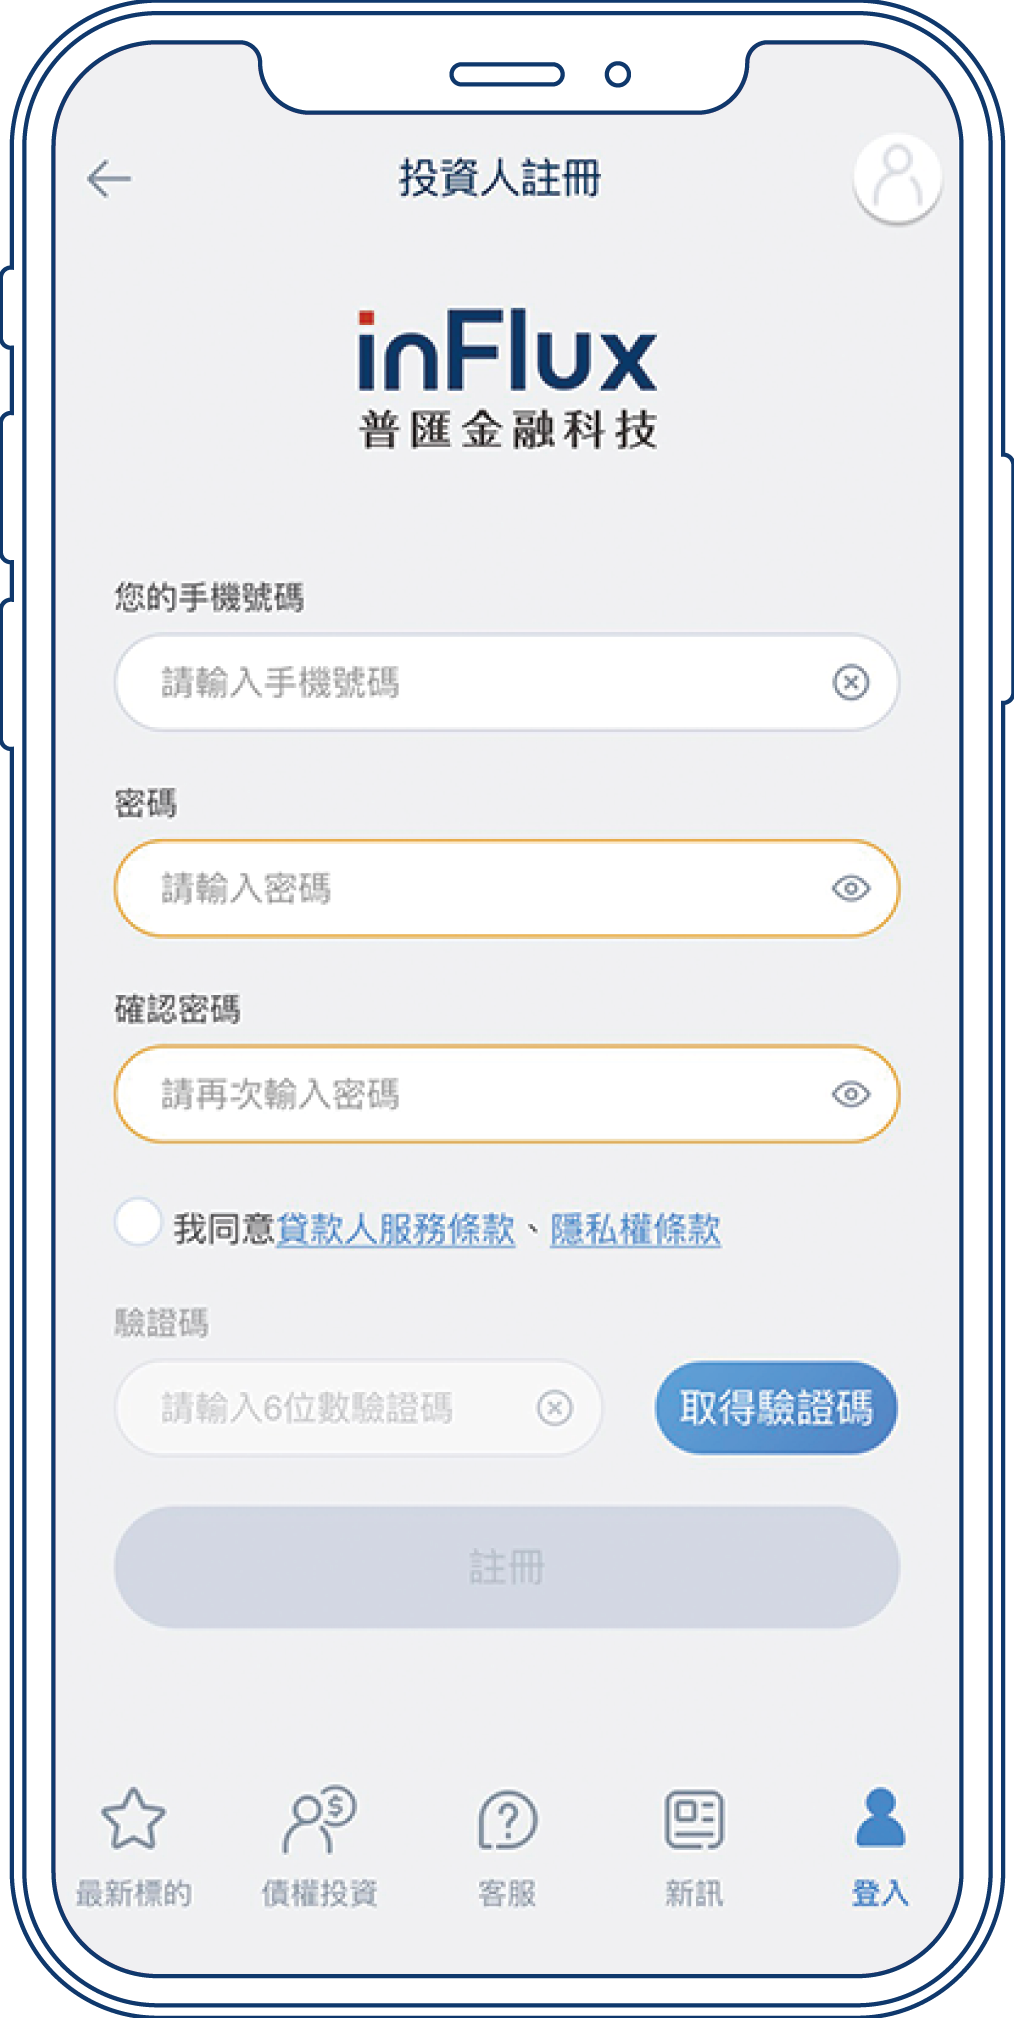 投資人註冊
inFlux
普匯金融科技
您的手機號碼
請輸入手機號碼
密碼
請輸入密碼
確認密碼
請再次輸入密碼
我同意貸款人服務條款、隱私權條款
驗證碼
請輸入6位數驗證碼
取得驗證碼
註冊
最新標的
債權投資
客服
新訊
登入